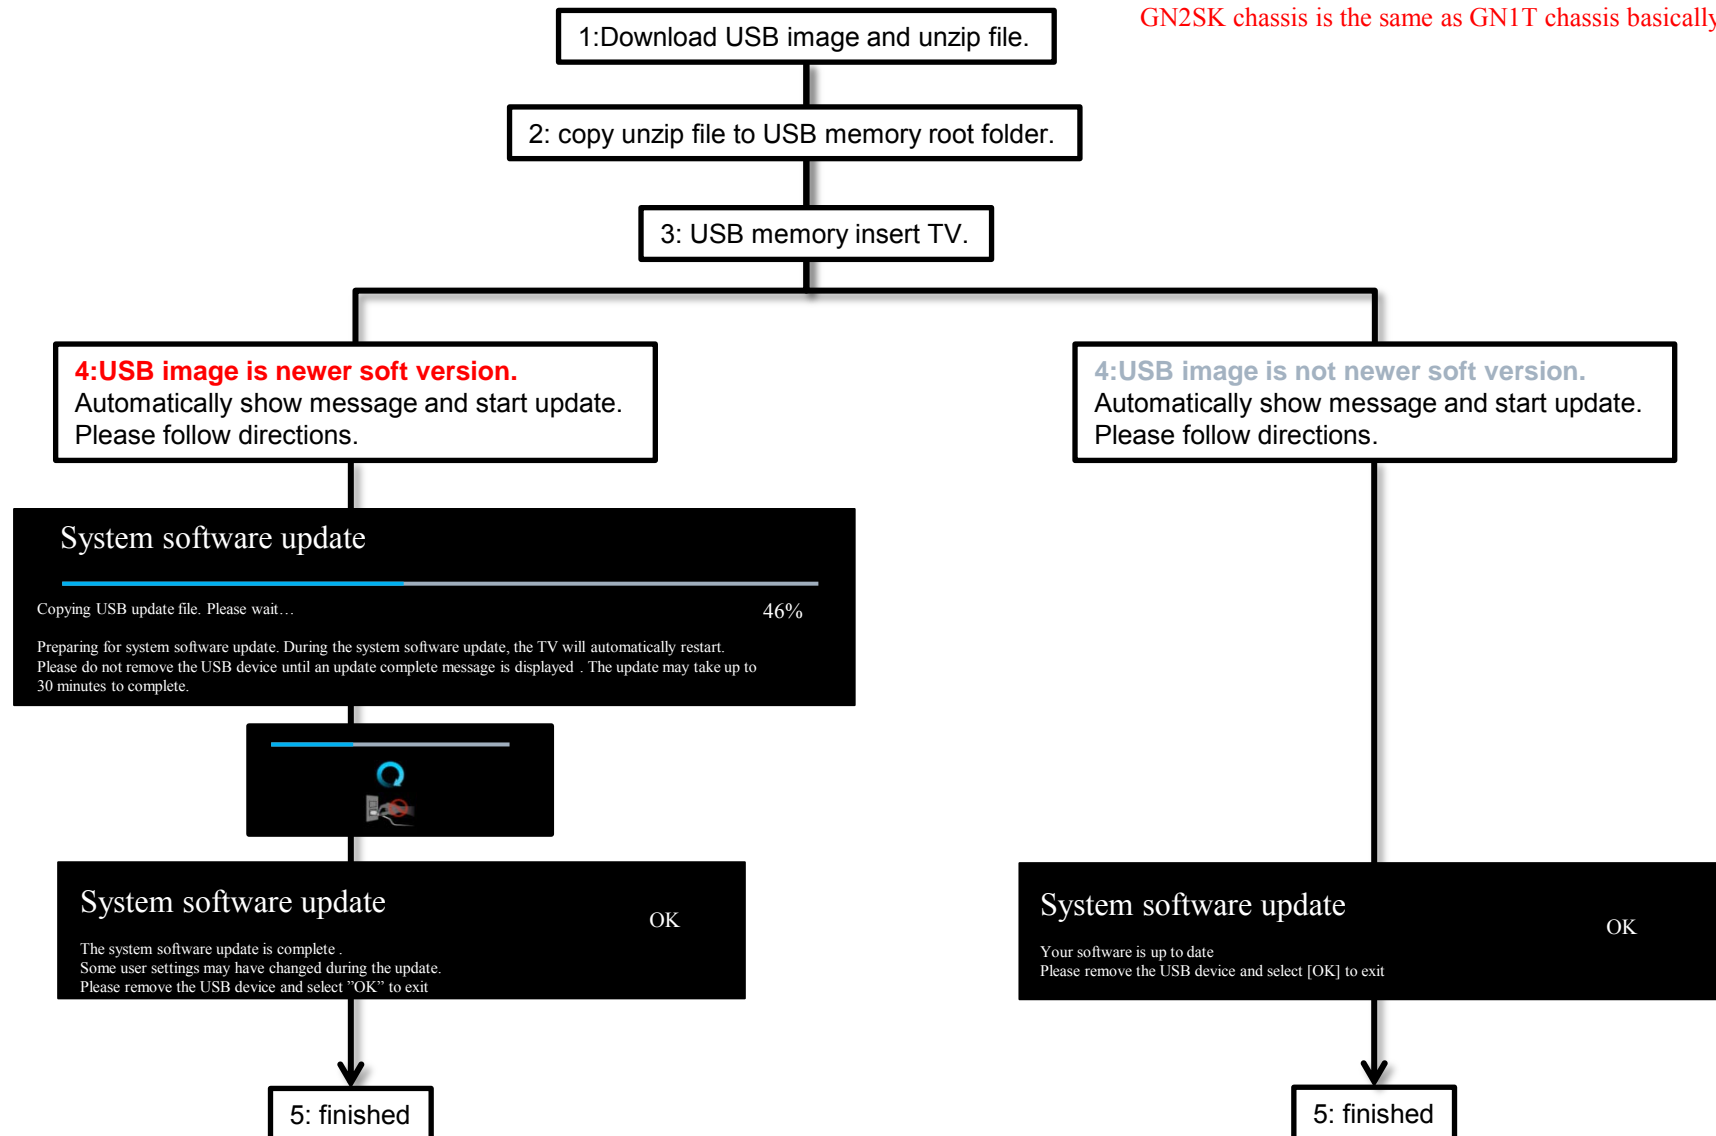 GN2SK chassis is the same as GN1T chassis basically
1:Download USB image and unzip file.
2: copy unzip file to USB memory root folder.
3: USB memory insert TV.
4:USB image is newer soft version.
Automatically show message and start update.
Please follow directions.
4:USB image is not newer soft version.
Automatically show message and start update.
Please follow directions.
System software update
Copying USB update file. Please wait…
46%
Preparing for system software update. During the system software update, the TV will automatically restart.
Please do not remove the USB device until an update complete message is displayed . The update may take up to
30 minutes to complete.
System software update
OK
The system software update is complete .
Some user settings may have changed during the update.
Please remove the USB device and select ”OK” to exit
System software update
OK
Your software is up to date
Please remove the USB device and select [OK] to exit
5: finished
5: finished